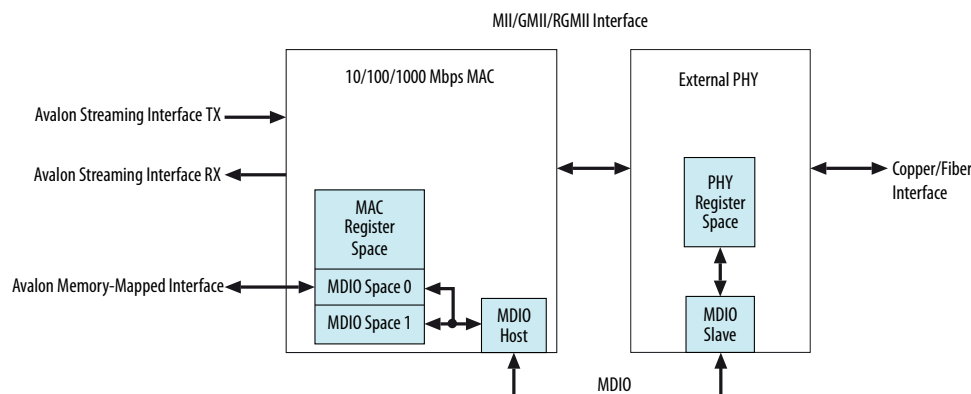 MII/GMII/RGMII Interface
10/100/1000 Mbps MAC
External PHY
Avalon Streaming Interface TX
Avalon Streaming Interface RX
Copper/Fiber
Interface
PHY
Register
Space
MAC
Register
Space
Avalon Memory-Mapped Interface
MDIO Space 0
MDIO Space 1
MDIO
Host
MDIO
Slave
MDIO